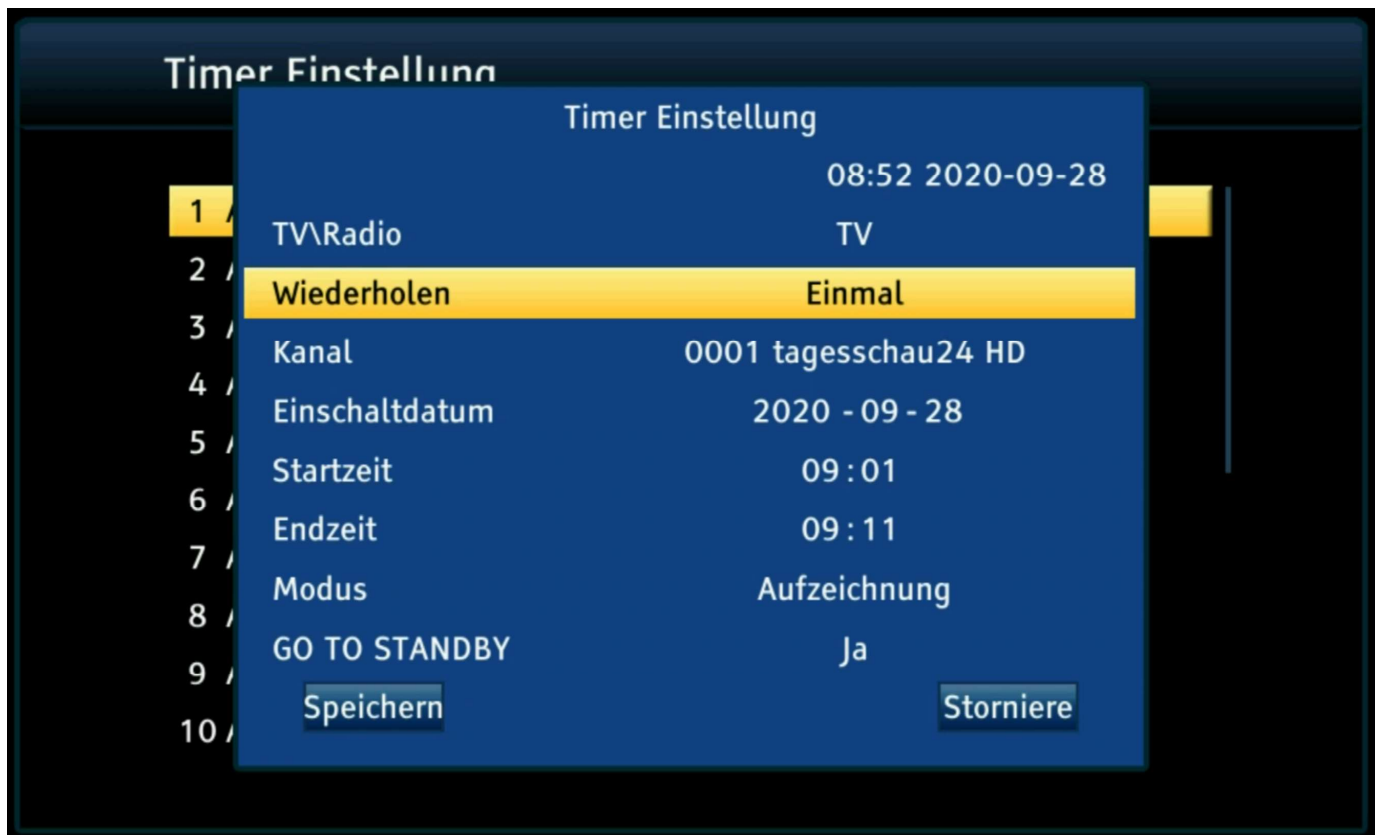 Timer Einstellung
Timer Einstellung
08:52 2020-09-28
1
TV\Radio TV
2
Wiederholen Einmal
3
Kanal 0001 tagesschau24 HD
4
Einschaltdatum 2020 - 09 - 28
5
Startzeit 09 : 01
6
Endzeit 09 : 11
7
Modus Aufzeichnung
8
GO TO STANDBY Ja
9
Speichern Storniere
10